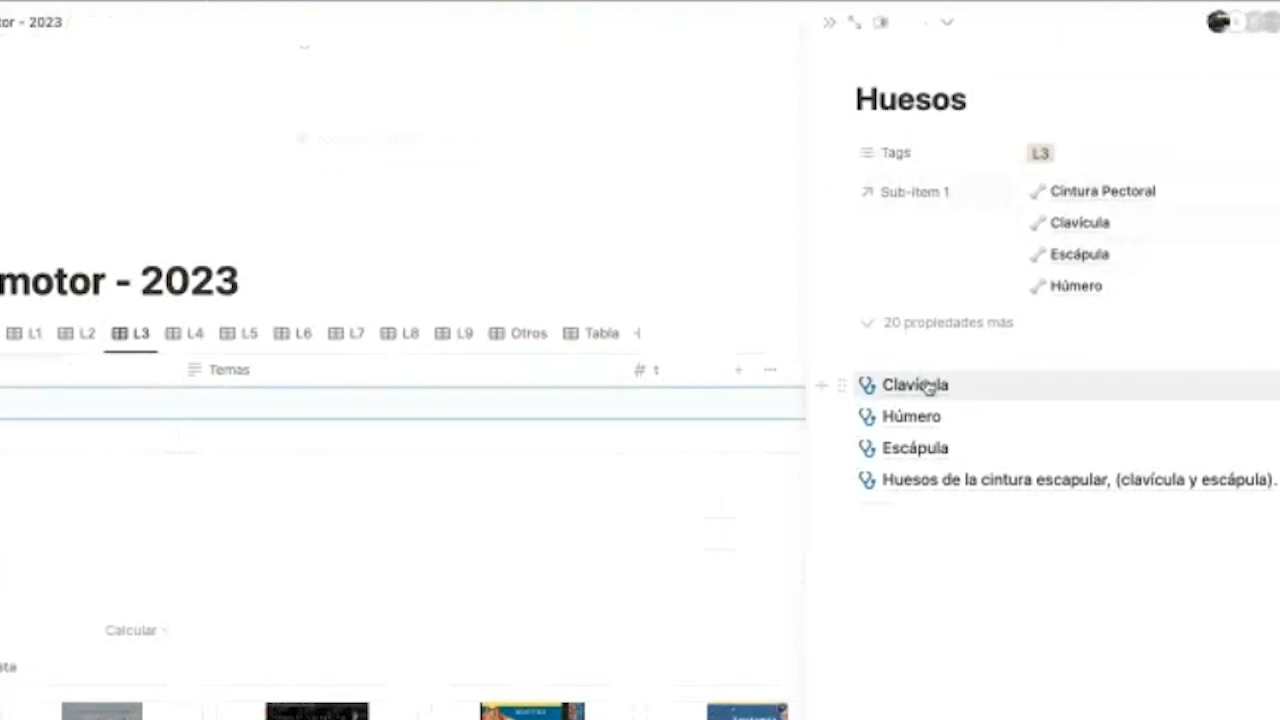 tor - 2023
Huesos
Tags
L3
Sub-item 1
Cintura Pectoral
Clavícula
Escápula
Húmero
20 propiedades más
motor - 2023
L1 L2 L3 L4 L5 L6 L7 L8 L9 Otros Tabla
Temas
# t
Clavícula
Húmero
Escápula
Huesos de la cintura escapular, (clavícula y escápula).
Calcular